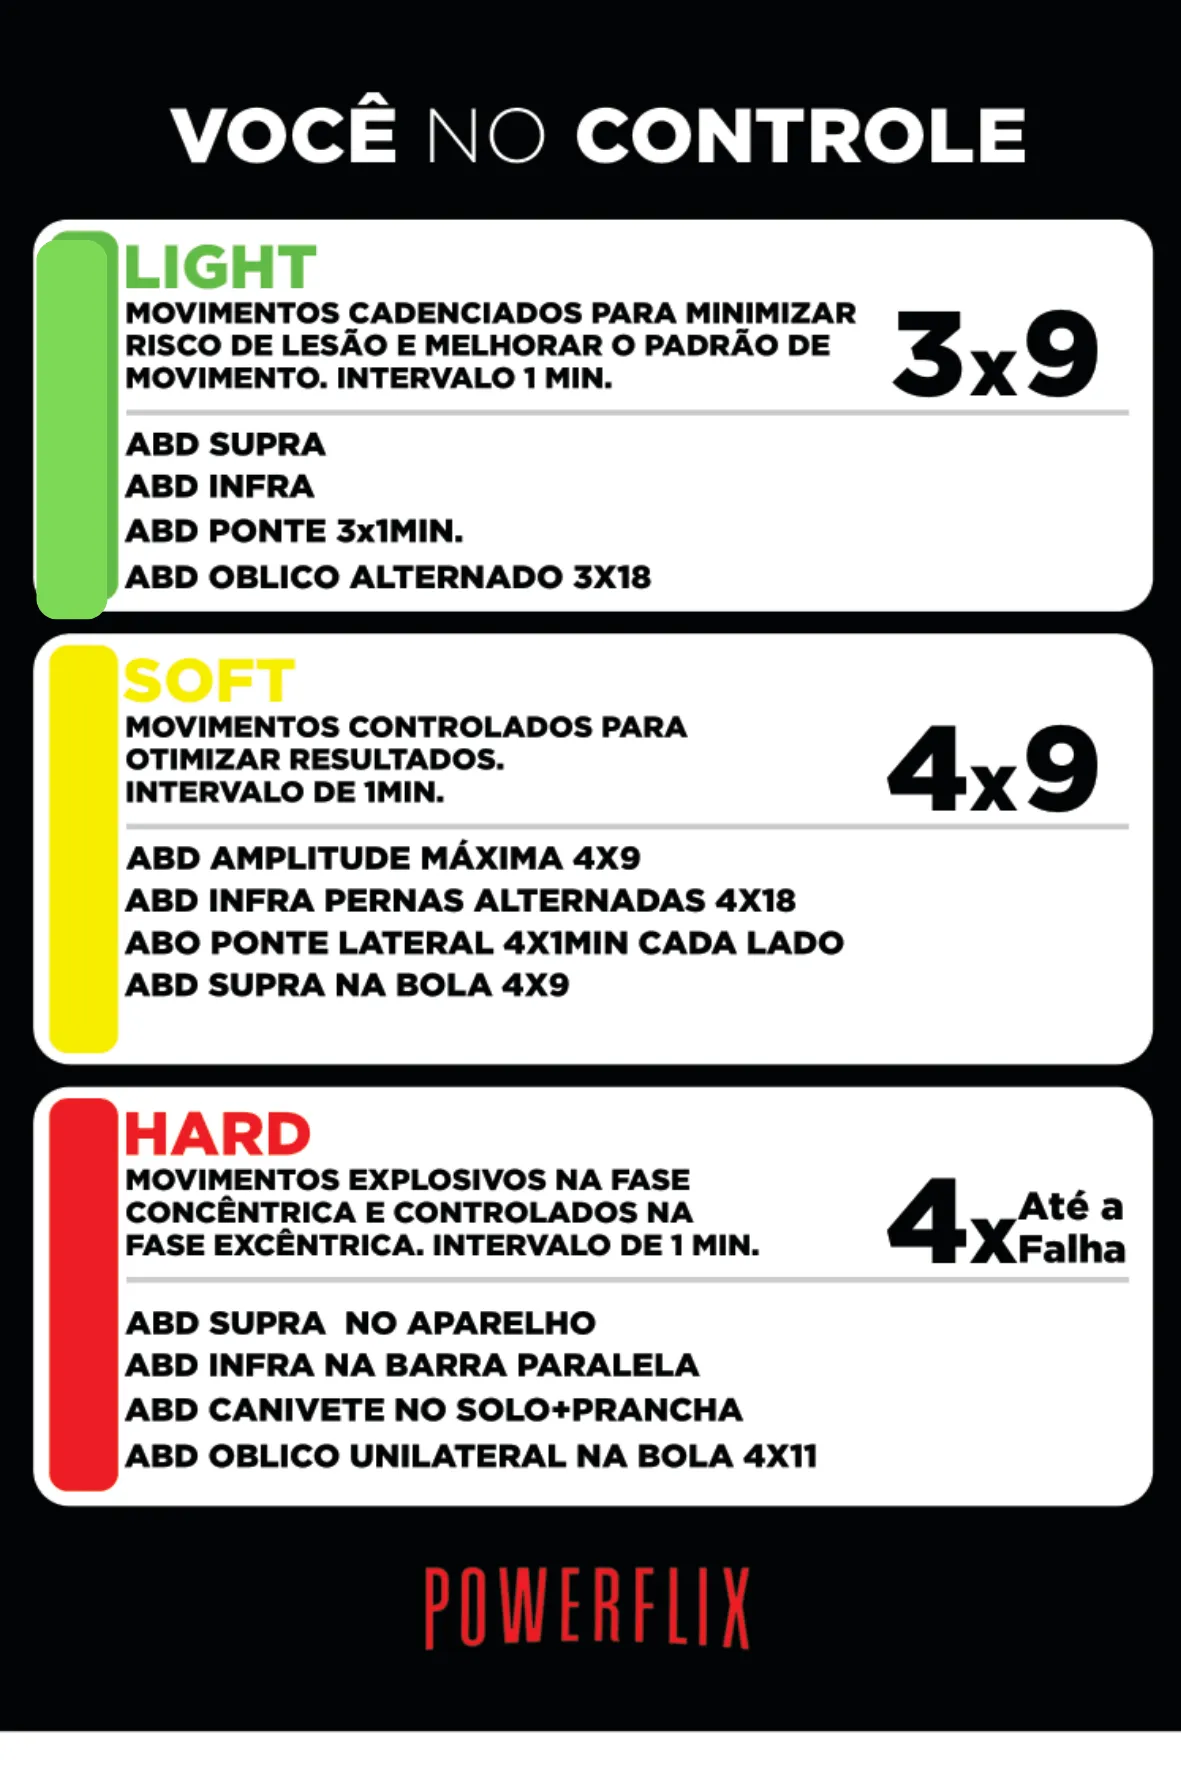 VOCÊ NO CONTROLE
LIGHT
MOVIMENTOS CADENCIADOS PARA MINIMIZAR
RISCO DE LESÃO E MELHORAR O PADRÃO DE
MOVIMENTO. INTERVALO 1 MIN.
3x9
ABD SUPRA
ABD INFRA
ABD PONTE 3x1MIN.
ABD OBLICO ALTERNADO 3X18
SOFT
MOVIMENTOS CONTROLADOS PARA
OTIMIZAR RESULTADOS.
INTERVALO DE 1MIN.
4x9
ABD AMPLITUDE MÁXIMA 4X9
ABD INFRA PERNAS ALTERNADAS 4X18
ABO PONTE LATERAL 4X1MIN CADA LADO
ABD SUPRA NA BOLA 4X9
HARD
MOVIMENTOS EXPLOSIVOS NA FASE
CONCÊNTRICA E CONTROLADOS NA
FASE EXCÊNTRICA. INTERVALO DE 1 MIN.
4x Até a
Falha
ABD SUPRA NO APARELHO
ABD INFRA NA BARRA PARALELA
ABD CANIVETE NO SOLO+PRANCHA
ABD OBLICO UNILATERAL NA BOLA 4X11
POWERFLIX